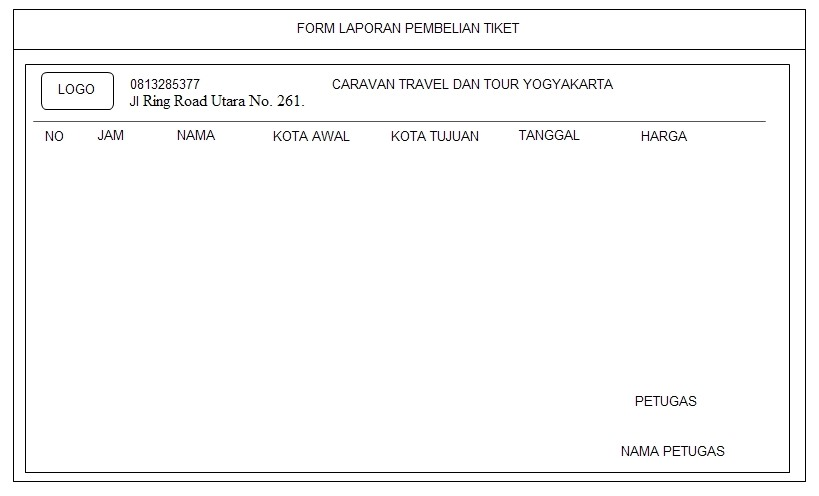 FORM LAPORAN PEMBELIAN TIKET
LOGO
0813285377
CARAVAN TRAVEL DAN TOUR YOGYAKARTA
Jl Ring Road Utara No. 261.
NO JAM NAMA KOTA AWAL KOTA TUJUAN TANGGAL HARGA
PETUGAS
NAMA PETUGAS